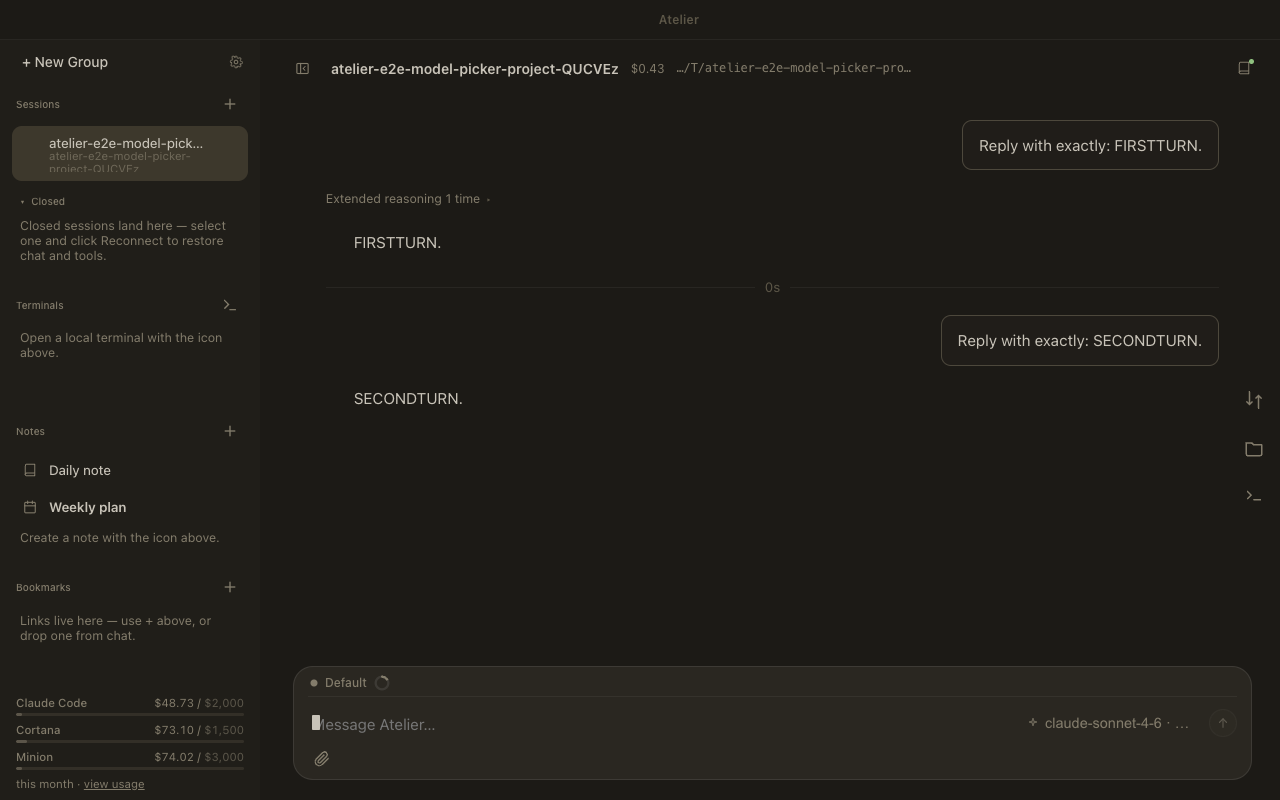 Atelier
+ New Group
Sessions
atelier-e2e-model-pick...
atelier-e2e-model-picker-
project-QUCVEz
Closed
Closed sessions land here — select
one and click Reconnect to restore
chat and tools.
Terminals
Open a local terminal with the icon
above.
Notes
Daily note
Weekly plan
Create a note with the icon above.
Bookmarks
Links live here — use + above, or
drop one from chat.
Claude Code $48.73 / $2,000
Cortana $73.10 / $1,500
Minion $74.02 / $3,000
this month · view usage
atelier-e2e-model-picker-project-QUCVEz $0.43 …/T/atelier-e2e-model-picker-pro…
Reply with exactly: FIRSTTURN.
Extended reasoning 1 time
FIRSTTURN.
0s
Reply with exactly: SECONDTURN.
SECONDTURN.
Default
Message Atelier...
claude-sonnet-4-6 · ...